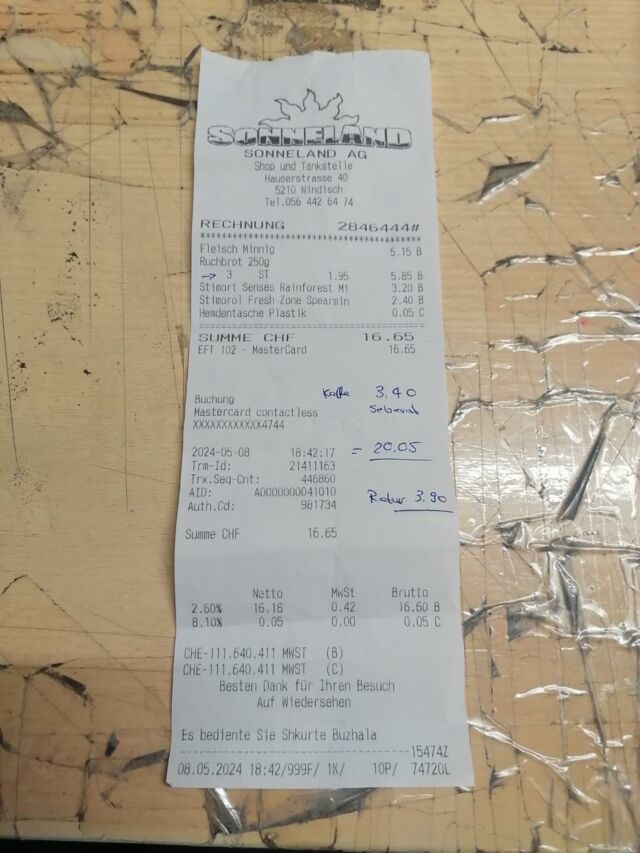 SONNELAND
SONNELAND AG
Shop und Tankstelle
Hauserstrasse 40
5210 Windisch
Tel.056 442 64 74
RECHNUNG 2846444#
****************************************
Fleisch Minnig 5.15 B
Ruchbrot 250g
→ 3 ST 1.95 5.85 B
Stimort Senses Rainforest Mi 3.20 B
Stimorol Fresh Zone Spearmin 2.40 B
Hemdentasche Plastik 0.05 C
SUMME CHF 16.65
EFT 102 - MasterCard 16.65
Kaffe 3.40
Buchung
Mastercard contactless
XXXXXXXXXXXX4744
2024-05-08 18:42:17 = 20.05
Trm-Id: 21411163
Trx.Seq-Cnt: 446860
AID: A0000000041010
Retur 3.90
Auth.Cd: 981734
Summe CHF 16.65
Netto MwSt Brutto
2.60% 16.18 0.42 16.60 B
8.10% 0.05 0.00 0.05 C
CHE-111.640.411 MWST (B)
CHE-111.640.411 MWST (C)
Besten Dank für Ihren Besuch
Auf Wiedersehen
Es bediente Sie Shkurte Buzhala
15474Z
08.05.2024 18:42/999F/ 1K/ 10P/ 74720L